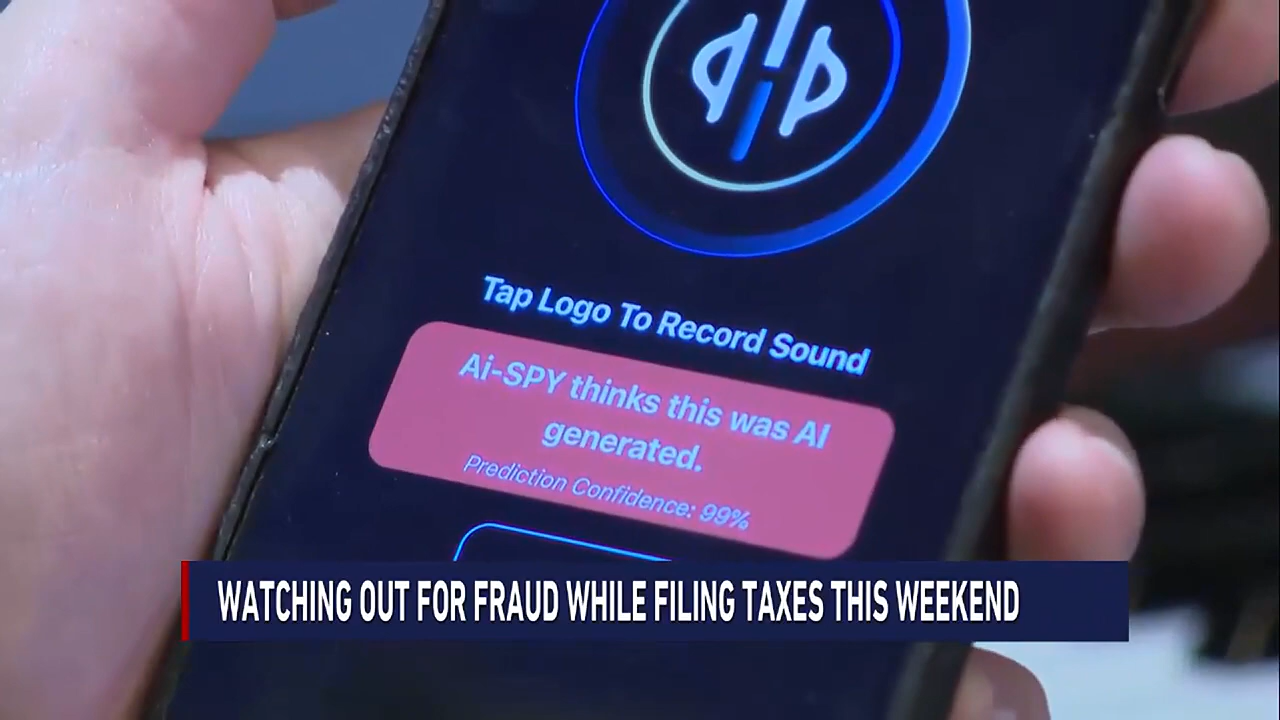 Tap Logo To Record Sound
Ai-SPY thinks this was AI
generated.
Prediction Confidence: 99%
WATCHING OUT FOR FRAUD WHILE FILING TAXES THIS WEEKEND